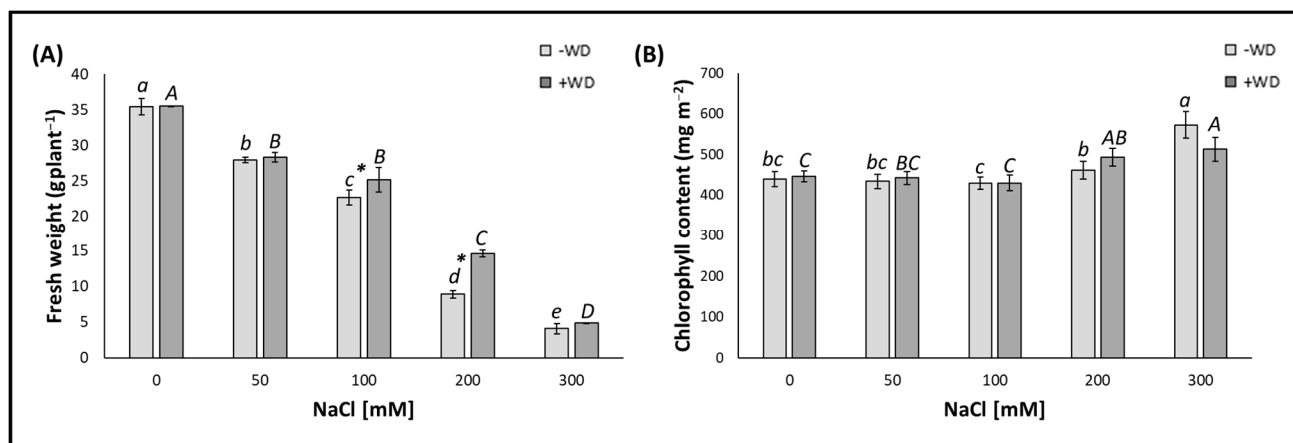 (A)
-WD
+WD
Fresh weight (gplant⁻¹)
40
35
30
25
20
15
10
5
0
a A
b B
c * B
d * C
e D
0 50 100 200 300
NaCl [mM]
(B)
-WD
+WD
Chlorophyll content (mg m⁻²)
700
600
500
400
300
200
100
0
bc C
bc BC
c C
b AB
a A
0 50 100 200 300
NaCl [mM]